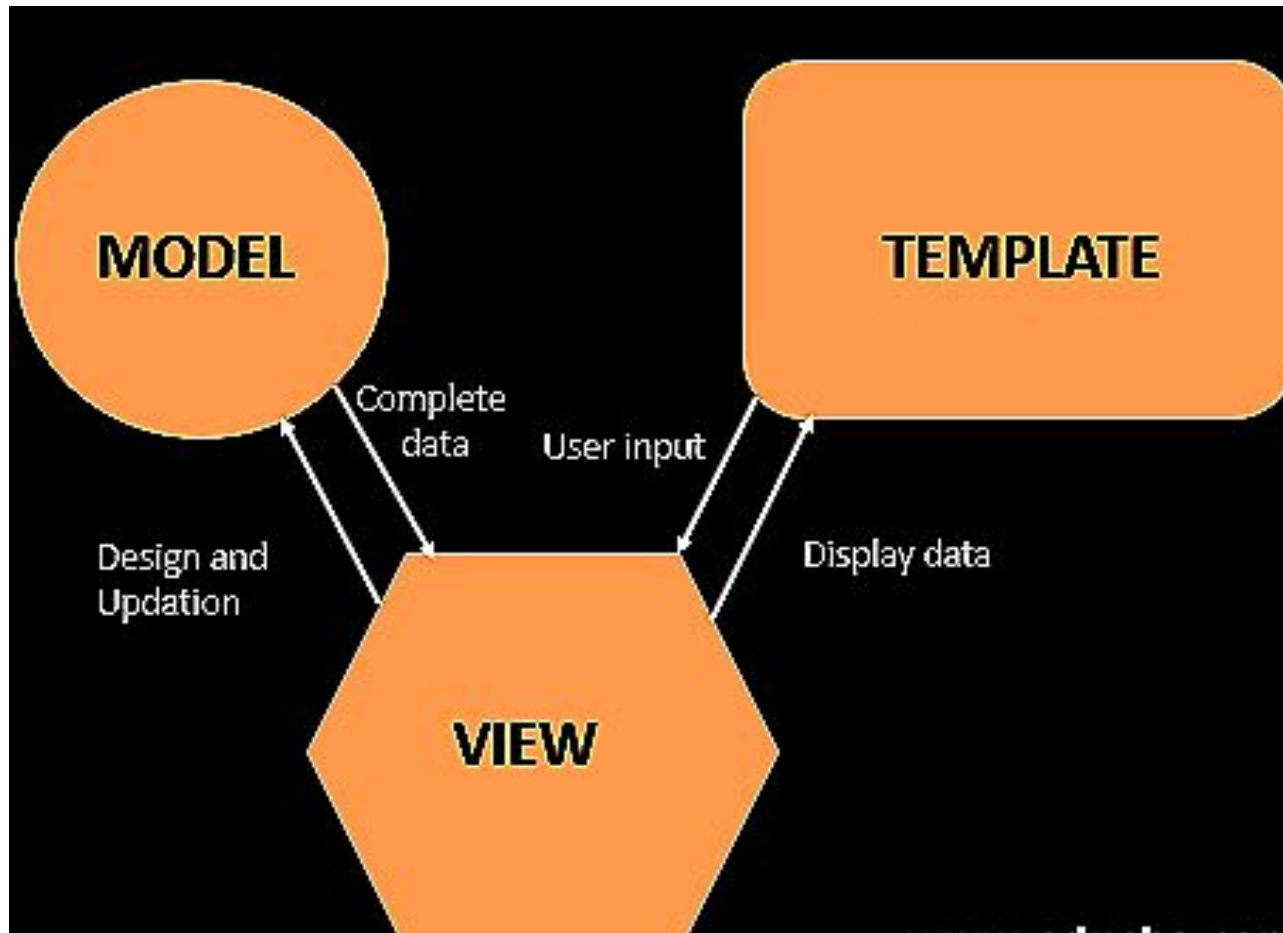 MODEL
TEMPLATE
Complete
data
User input
Design and
Updation
Display data
VIEW